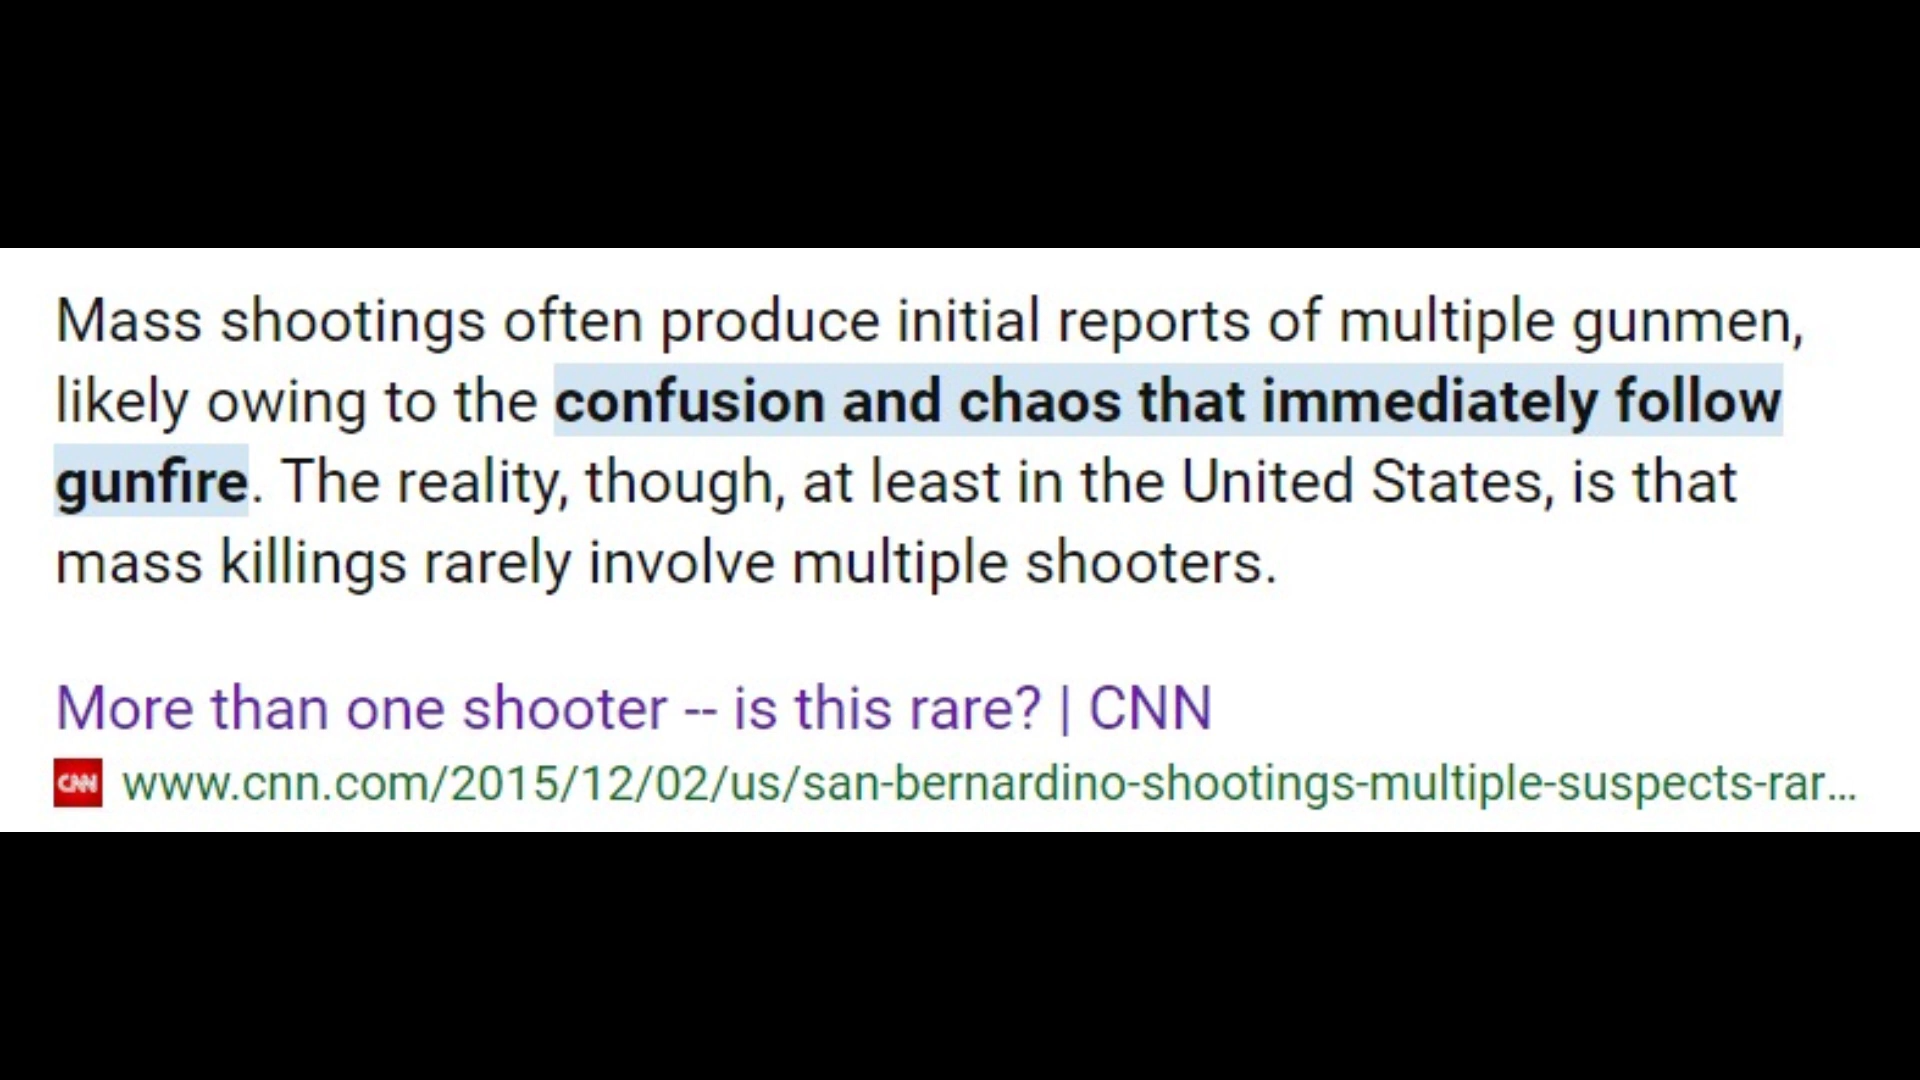 Mass shootings often produce initial reports of multiple gunmen,
likely owing to the confusion and chaos that immediately follow
gunfire. The reality, though, at least in the United States, is that
mass killings rarely involve multiple shooters.
More than one shooter -- is this rare? | CNN
CNN www.cnn.com/2015/12/02/us/san-bernardino-shootings-multiple-suspects-rar...